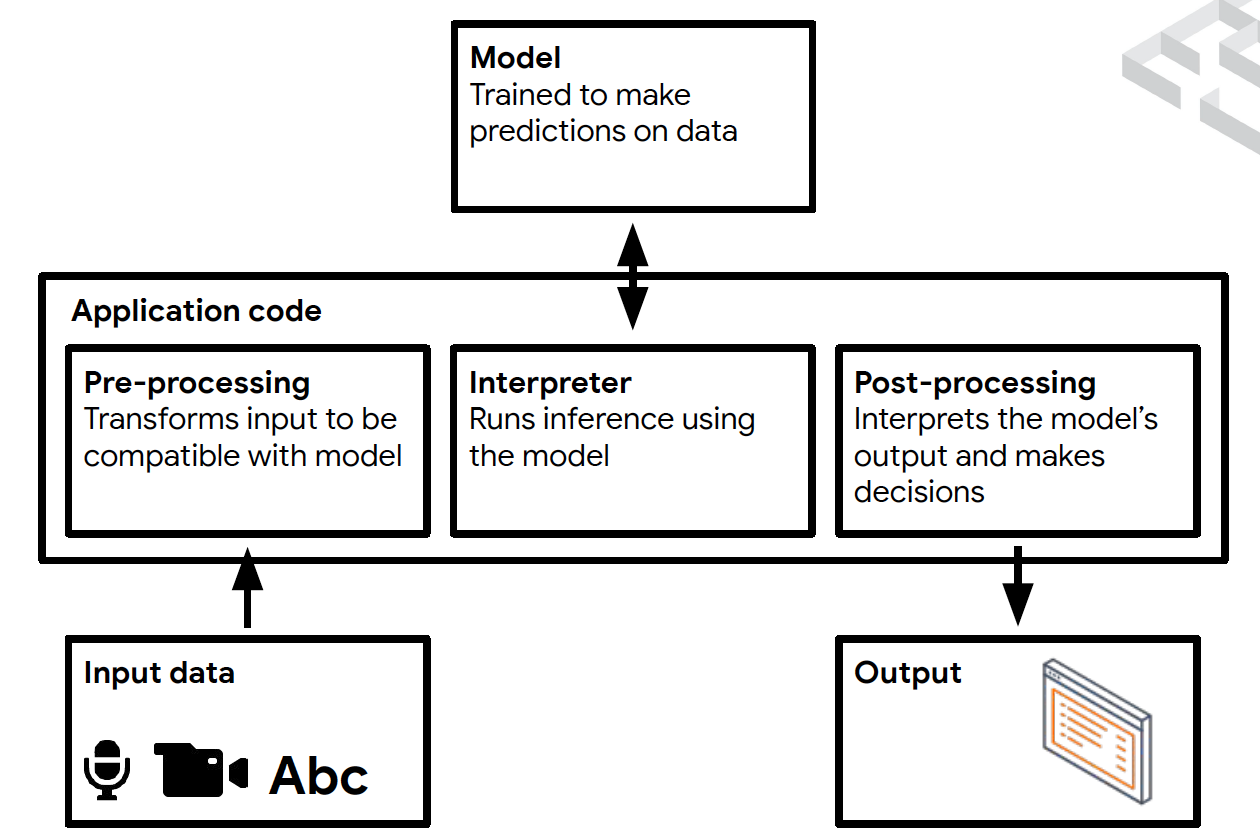 Model
Trained to make
predictions on data
Application code
Pre-processing
Transforms input to be
compatible with model
Interpreter
Runs inference using
the model
Post-processing
Interprets the model’s
output and makes
decisions
Input data
Abc
Output